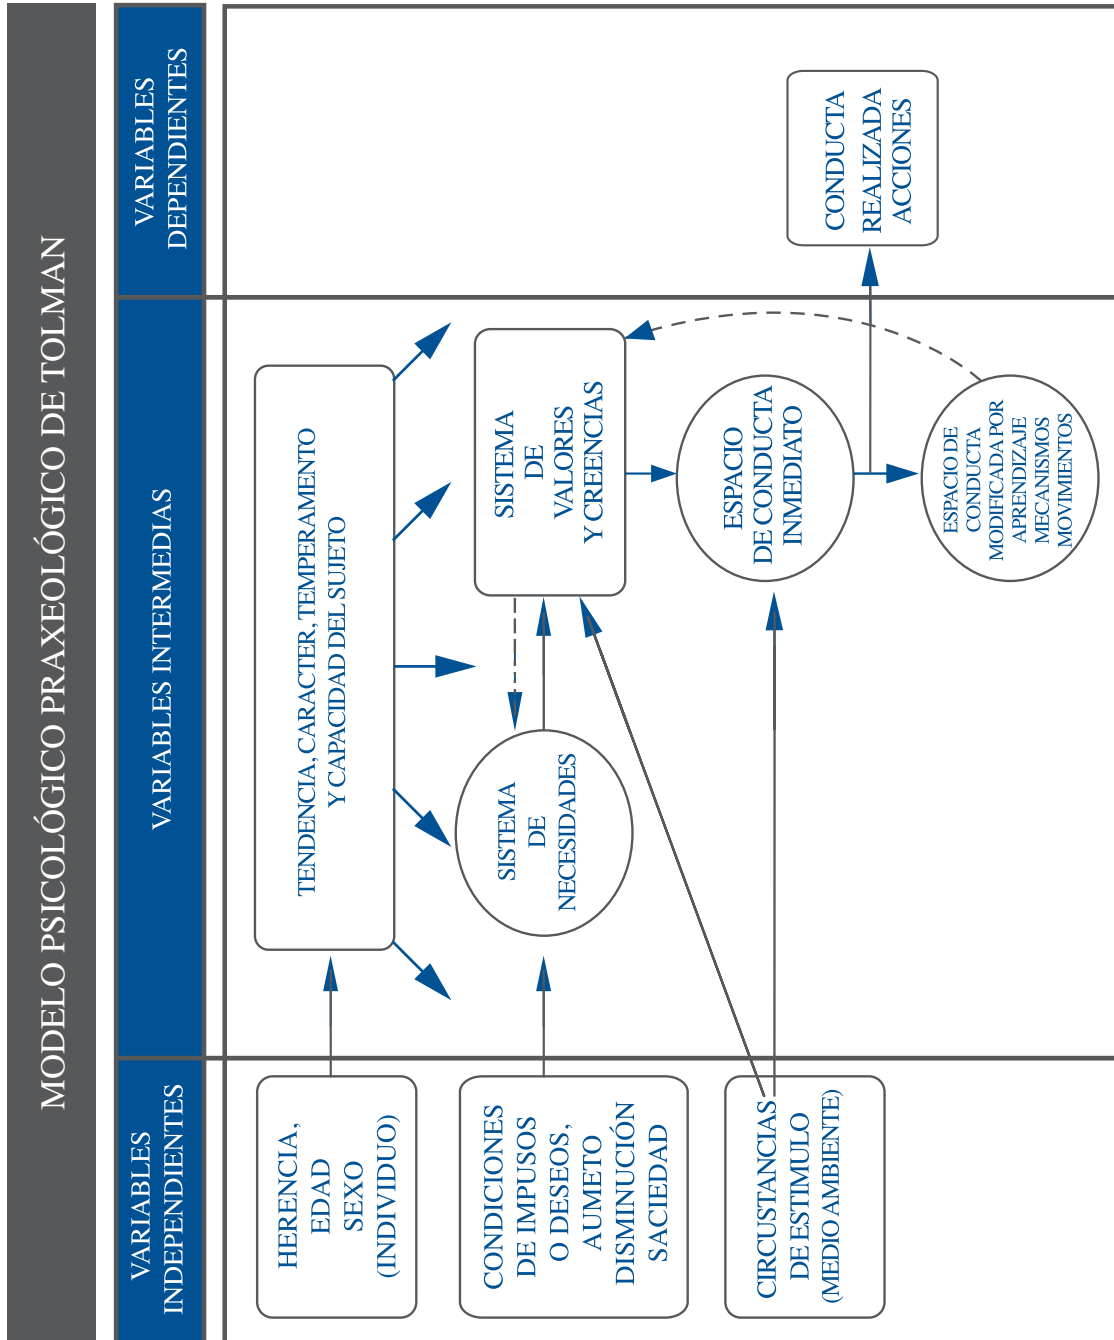 MODELO PSICOLÓGICO PRAXEOLÓGICO DE TOLMAN
VARIABLES
INDEPENDIENTES
VARIABLES INTERMEDIAS
VARIABLES
DEPENDIENTES
HERENCIA,
EDAD
SEXO
(INDIVIDUO)
TENDENCIA, CARACTER, TEMPERAMENTO
Y CAPACIDAD DEL SUJETO
CONDICIONES
DE IMPUSOS
O DESEOS,
AUMETO
DISMINUCIÓN
SACIEDAD
SISTEMA
DE
NECESIDADES
SISTEMA
DE
VALORES
Y CREENCIAS
CIRCUSTANCIAS
DE ESTIMULO
(MEDIO AMBIENTE)
ESPACIO
DE CONDUCTA
INMEDIATO
CONDUCTA
REALIZADA
ACCIONES
ESPACIO DE
CONDUCTA
MODIFICADA POR
APRENDIZAJE
MECANISMOS
MOVIMIENTOS